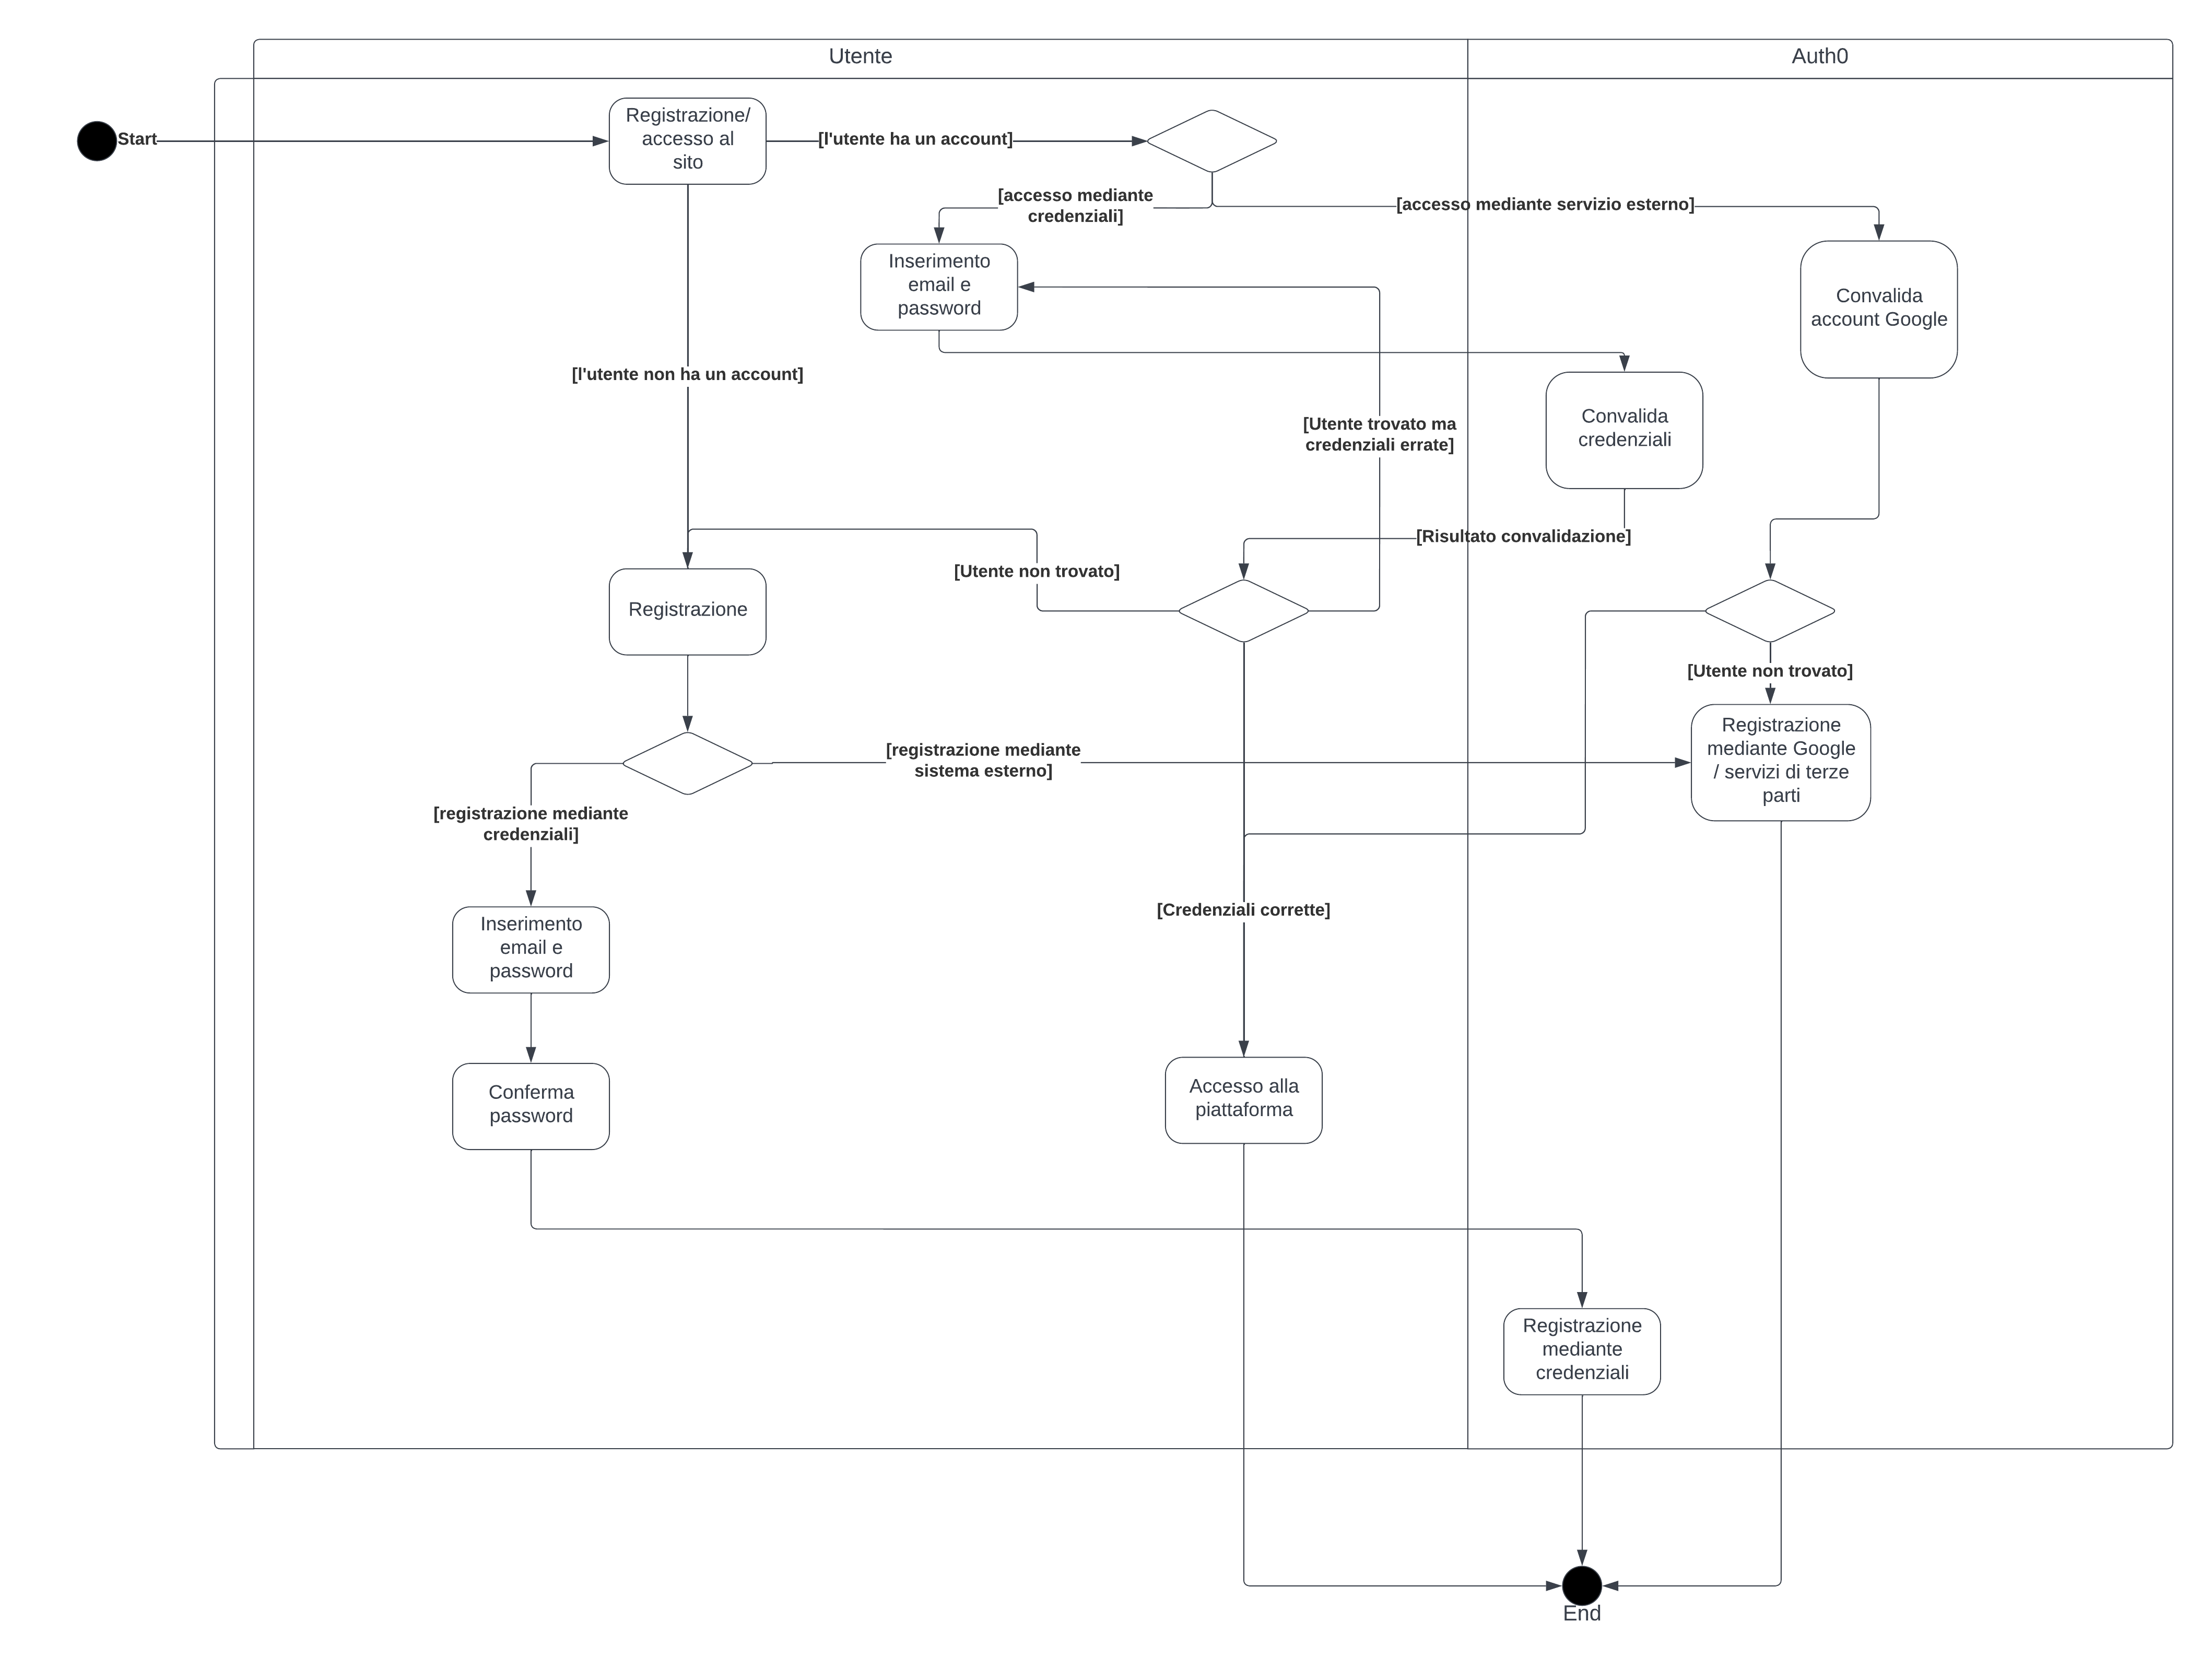 Utente
Auth0
Start
Registrazione/
accesso al
sito
[l'utente ha un account]
[accesso mediante
credenziali]
[accesso mediante servizio esterno]
Inserimento
email e
password
Convalida
account Google
[l'utente non ha un account]
[Utente trovato ma
credenziali errate]
Convalida
credenziali
[Risultato convalidazione]
[Utente non trovato]
Registrazione
[Utente non trovato]
Registrazione
mediante Google
/ servizi di terze
parti
[registrazione mediante
sistema esterno]
[registrazione mediante
credenziali]
[Credenziali corrette]
Inserimento
email e
password
Conferma
password
Accesso alla
piattaforma
Registrazione
mediante
credenziali
End